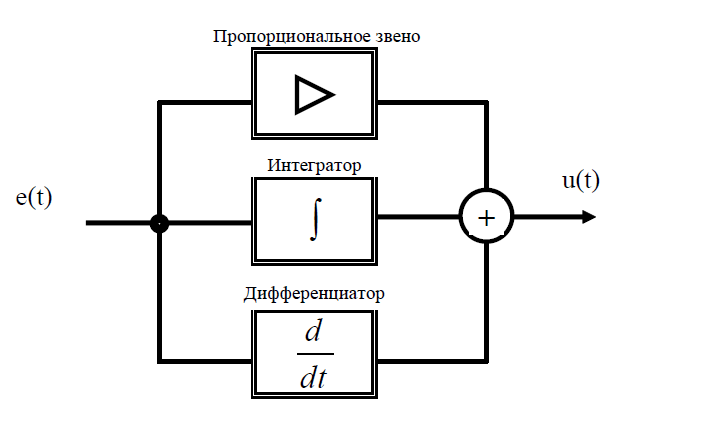 Пропорциональное звено
Интегратор
e(t)
u(t)
∫
+
Дифференциатор
d
dt